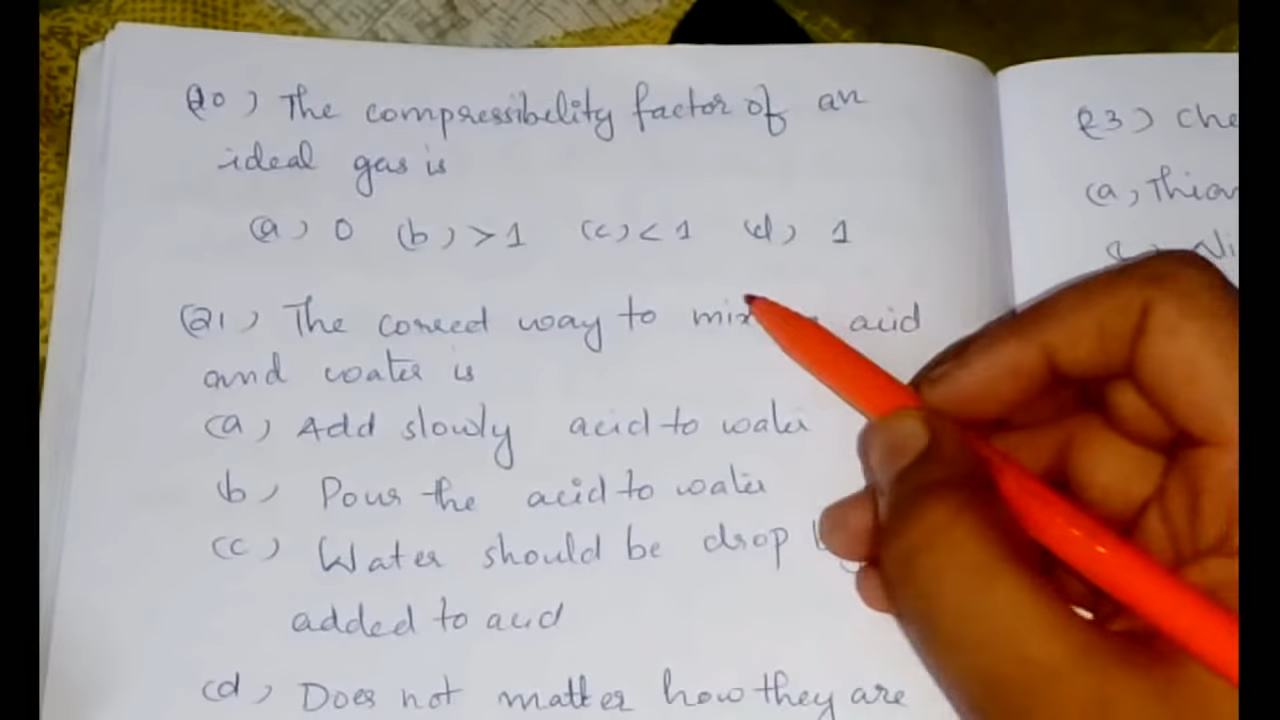 Q0) The compressibility factor of an
ideal gas is
(a) 0 (b) > 1 (c) < 1 (d) 1
Q1) The correct way to acid
and water is
(a) Add slowly acid to water
b) Pour the acid to water
(c) Water should be drop
added to acid
(d) Does not matter how they are
Q3) Che
(a)